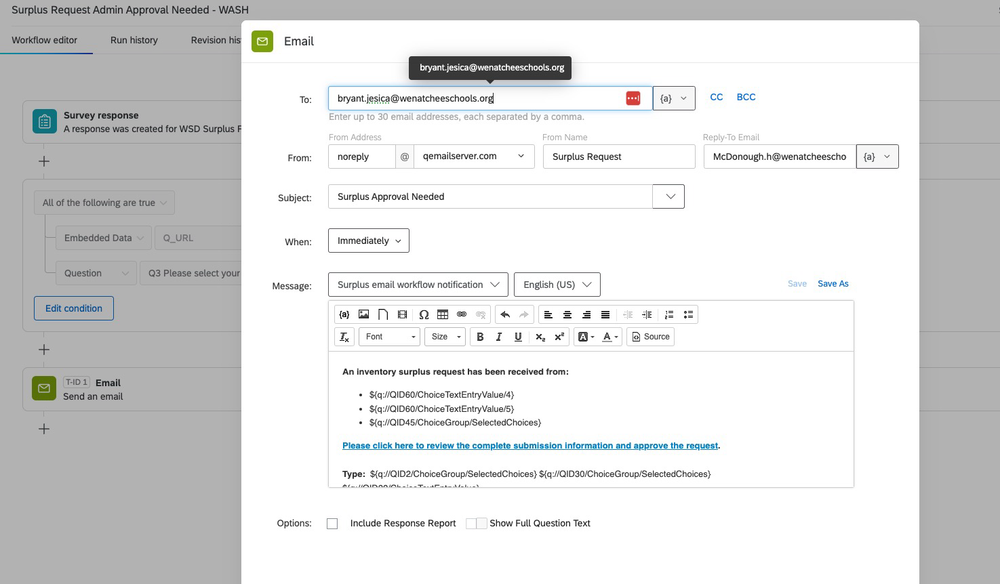 Surplus Request Admin Approval Needed - WASH
Workflow editor
Run history
Revision his
Survey response
A response was created for WSD Surplus F
All of the following are true
Embedded Data
Q_URL
Question
Q3 Please select your
Edit condition
T-ID 1
Email
Send an email
Email
bryant.jesica@wenatcheeschools.org
To:
bryant.jesica@wenatcheeschools.org
{a}
CC
BCC
Enter up to 30 email addresses, each separated by a comma.
From Address
From Name
Reply-To Email
From:
noreply
@
qemailserver.com
Surplus Request
McDonough.h@wenatcheescho
{a}
Subject:
Surplus Approval Needed
When:
Immediately
Message:
Surplus email workflow notification
English (US)
Save
Save As
{a}
Font
Size
Source
An inventory surplus request has been received from:
• ${q://QID60/ChoiceTextEntryValue/4}
• ${q://QID60/ChoiceTextEntryValue/5}
• ${q://QID45/ChoiceGroup/SelectedChoices}
Please click here to review the complete submission information and approve the request.
Type: ${q://QID2/ChoiceGroup/SelectedChoices} ${q://QID30/ChoiceGroup/SelectedChoices}
Options:
Include Response Report
Show Full Question Text